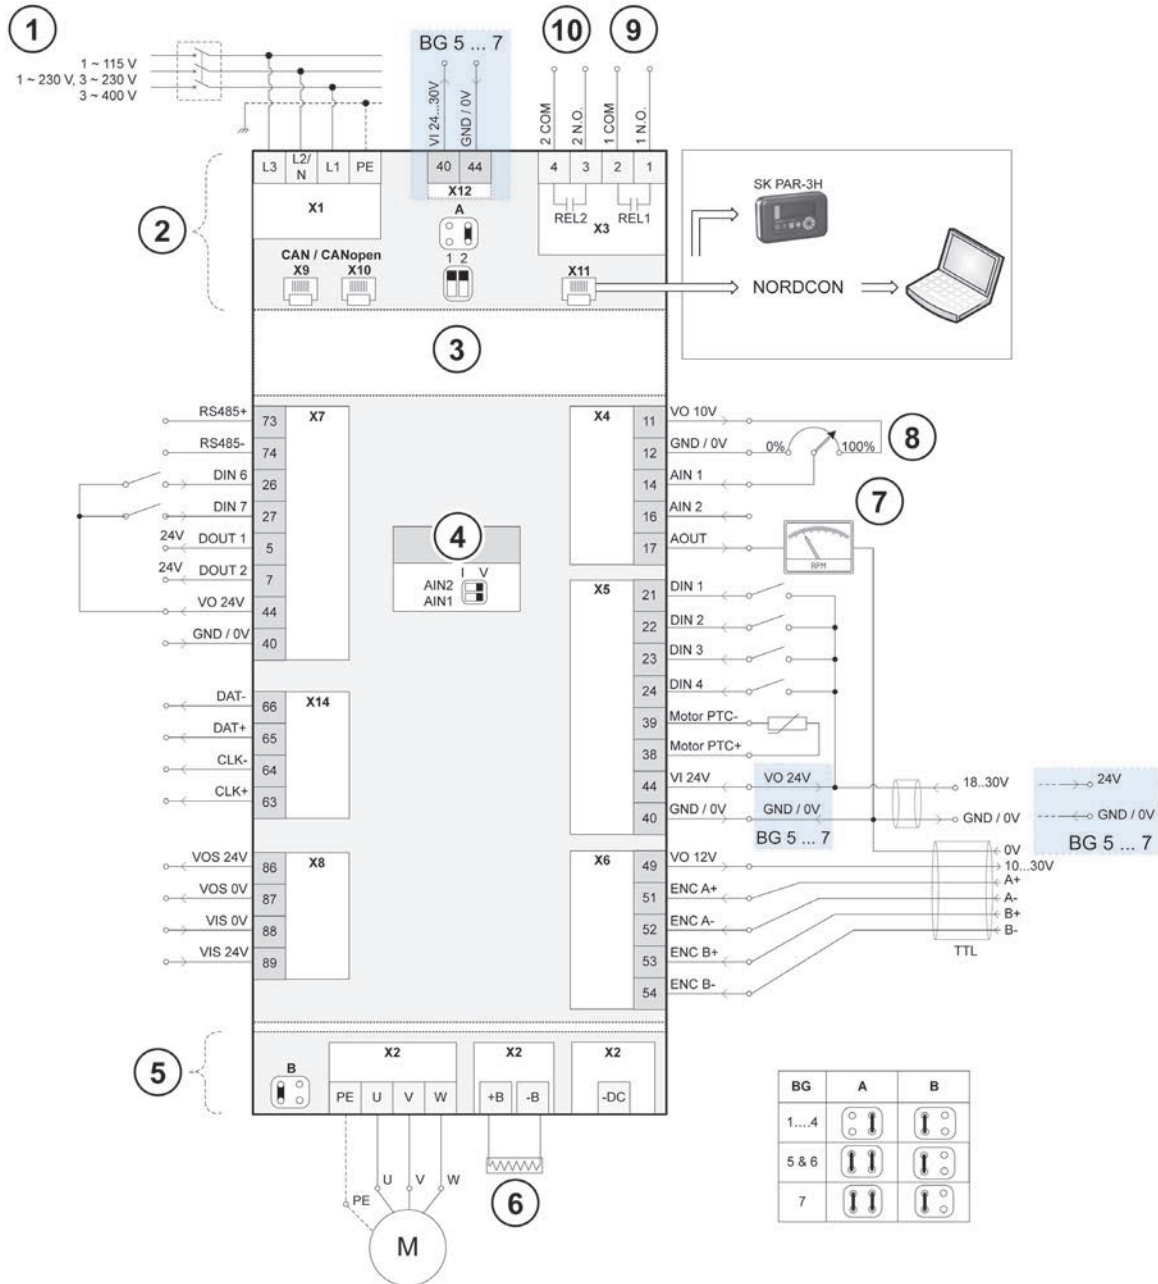 1
10
9
BG 5 ... 7
1 ~ 115 V
1 ~ 230 V, 3 ~ 230 V
3 ~ 400 V
VI 24...30V
GND / 0V
2 COM
2 N.O.
1 COM
1 N.O.
L3
L2/
N
L1
PE
40
44
4
3
2
1
X12
X1
A
REL2
X3
REL1
SK PAR-3H
2
CAN / CANopen
X9
X10
1 2
X11
NORDCON
3
RS485+
73
X7
RS485-
74
DIN 6
26
DIN 7
27
24V
DOUT 1
5
24V
DOUT 2
7
VO 24V
44
GND / 0V
40
4
I V
AIN2
AIN1
X4
11
VO 10V
12
GND / 0V
0%
100%
8
14
AIN 1
16
AIN 2
7
17
AOUT
RPM
X5
21
DIN 1
22
DIN 2
23
DIN 3
24
DIN 4
39
Motor PTC-
38
Motor PTC+
44
VI 24V
VO 24V
18..30V
24V
40
GND / 0V
GND / 0V
GND / 0V
GND / 0V
BG 5 ... 7
BG 5 ... 7
DAT-
66
X14
DAT+
65
CLK-
64
CLK+
63
VOS 24V
86
X8
VOS 0V
87
VIS 0V
88
VIS 24V
89
X6
49
VO 12V
0V
10...30V
51
ENC A+
A+
52
ENC A-
A-
53
ENC B+
B+
54
ENC B-
B-
TTL
5
B
X2
X2
X2
PE
U
V
W
+B
-B
-DC
U
V
W
PE
M
6
BG A B
1....4
5 & 6
7